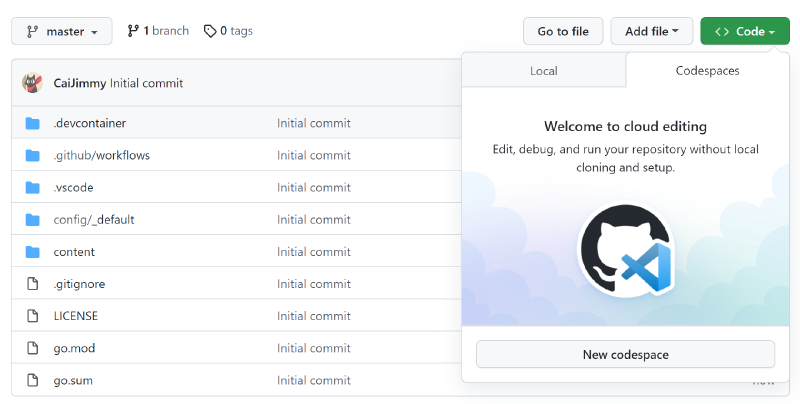 master 1 branch 0 tags Go to file Add file Code
Local Codespaces
CaiJimmy Initial commit
.devcontainer Initial commit
.github/workflows Initial commit
.vscode Initial commit
config/_default Initial commit
content Initial commit
.gitignore Initial commit
LICENSE Initial commit
go.mod Initial commit
go.sum Initial commit
Welcome to cloud editing
Edit, debug, and run your repository without local
cloning and setup.
New codespace